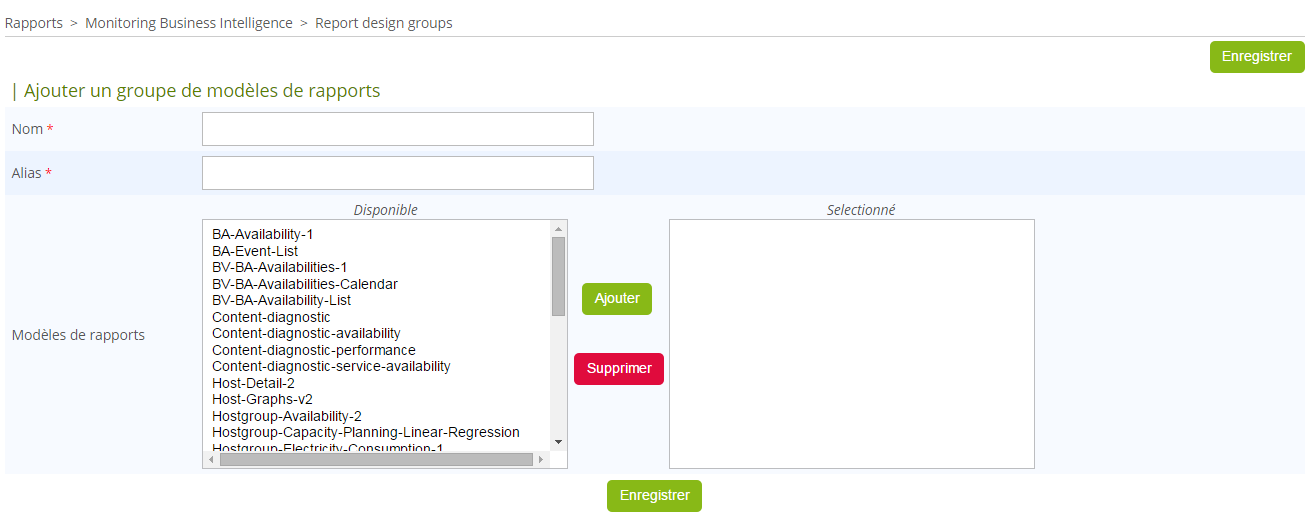 Rapports > Monitoring Business Intelligence > Report design groups
Enregistrer
| Ajouter un groupe de modèles de rapports
Nom *
Alias *
Disponible
Selectionné
Modèles de rapports
BA-Availability-1
BA-Event-List
BV-BA-Availabilities-1
BV-BA-Availabilities-Calendar
BV-BA-Availability-List
Content-diagnostic
Content-diagnostic-availability
Content-diagnostic-performance
Content-diagnostic-service-availability
Host-Detail-2
Host-Graphs-v2
Hostgroup-Availability-2
Hostgroup-Capacity-Planning-Linear-Regression
Hostgroup-Electricity-Consumption-1
Ajouter
Supprimer
Enregistrer